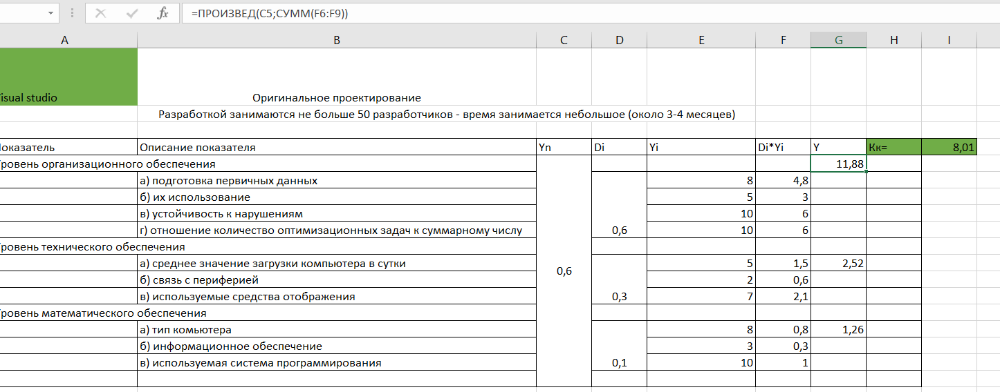 =ПРОИЗВЕД(C5;СУММ(F6:F9))
A B C D E F G H I
isual studio Оригинальное проектирование
Разработкой занимаются не больше 50 разработчиков - время занимается небольшое (около 3-4 месяцев)
оказатель Описание показателя Yn Di Yi Di*Yi Y Кк= 8,01
ровень организационного обеспечения 11,88
а) подготовка первичных данных 8 4,8
б) их использование 5 3
в) устойчивость к нарушениям 10 6
г) отношение количество оптимизационных задач к суммарному числу 0,6 10 6
ровень технического обеспечения
а) среднее значение загрузки компьютера в сутки 5 1,5 2,52
0,6
б) связь с периферией 2 0,6
в) используемые средства отображения 0,3 7 2,1
ровень математического обеспечения
а) тип комьютера 8 0,8 1,26
б) информационное обеспечение 3 0,3
в) используемая система программирования 0,1 10 1